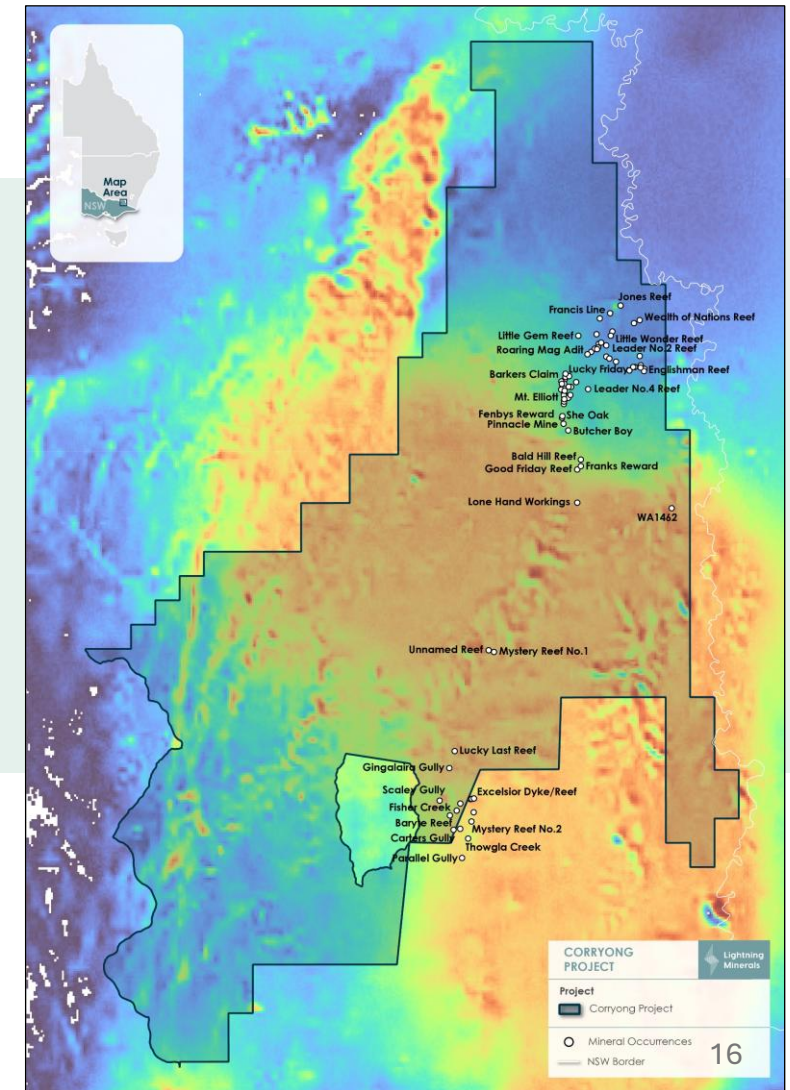 Map
Area
NSW
Jones Reef
Francis Line
Wealth of Nations Reef
Little Gem Reef
Little Wonder Reef
Roaring Mag Adit
Leader No.2 Reef
Barkers Claim
Lucky Friday
Englishman Reef
Mt. Elliott
Leader No.4 Reef
Fenbys Reward
She Oak
Pinnacle Mine
Butcher Boy
Bald Hill Reef
Good Friday Reef
Franks Reward
Lone Hand Workings
WA1462
Unnamed Reef
Mystery Reef No.1
Lucky Last Reef
Gingalaira Gully
Scaley Gully
Excelsior Dyke/Reef
Fisher Creek
Baryte Reef
Mystery Reef No.2
Carters Gully
Thowgla Creek
Parallel Gully
CORRYONG
PROJECT
Lightning
Minerals
Project
Corryong Project
Mineral Occurrences
NSW Border
16